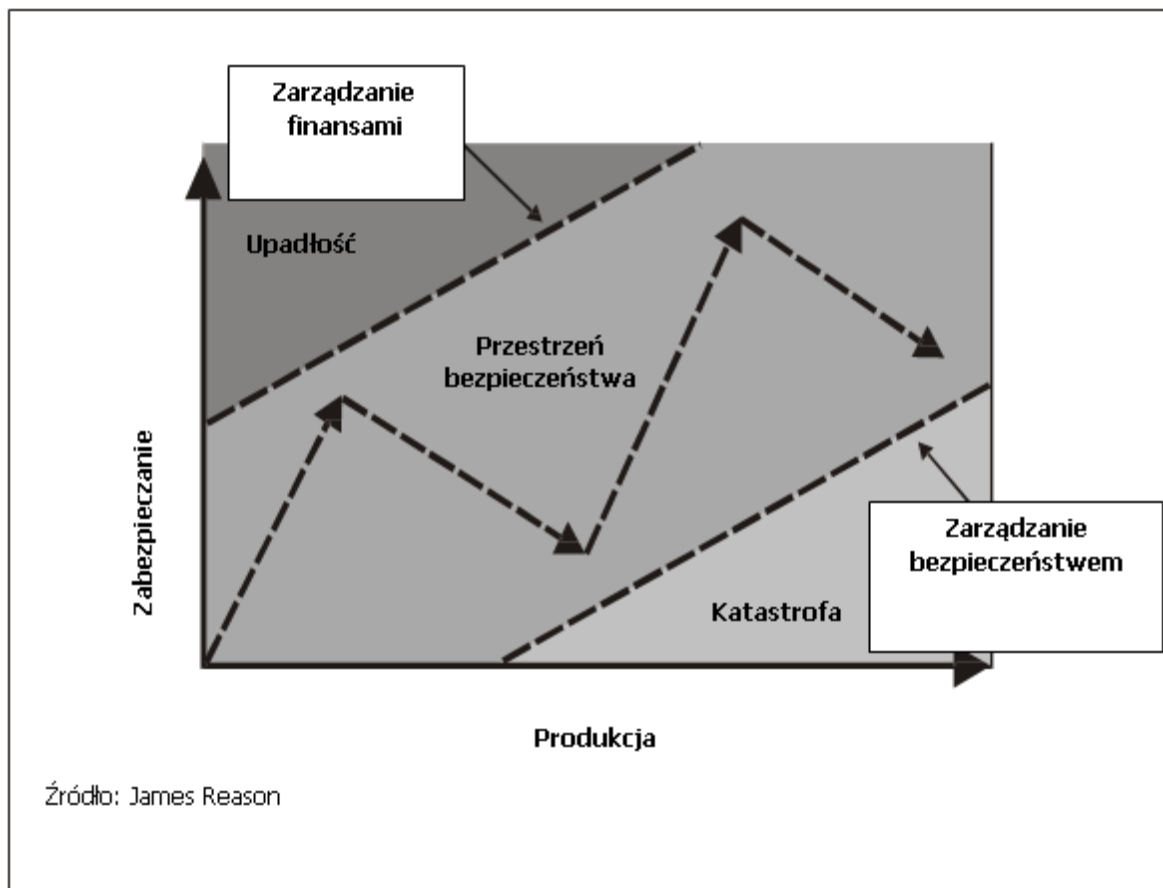 Zarządzanie
finansami
Upadłość
Przestrzeń
bezpieczeństwa
Zabezpieczanie
Zarządzanie
bezpieczeństwem
Katastrofa
Produkcja
Źródło: James Reason